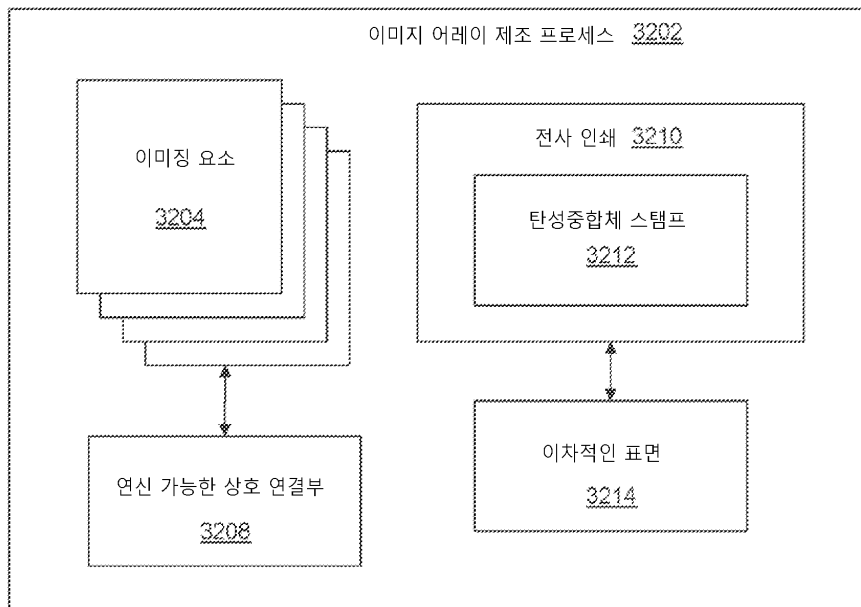 이미지 어레이 제조 프로세스 3202
이미징 요소
3204
전사 인쇄 3210
탄성중합체 스탬프
3212
연신 가능한 상호 연결부
3208
이차적인 표면
3214